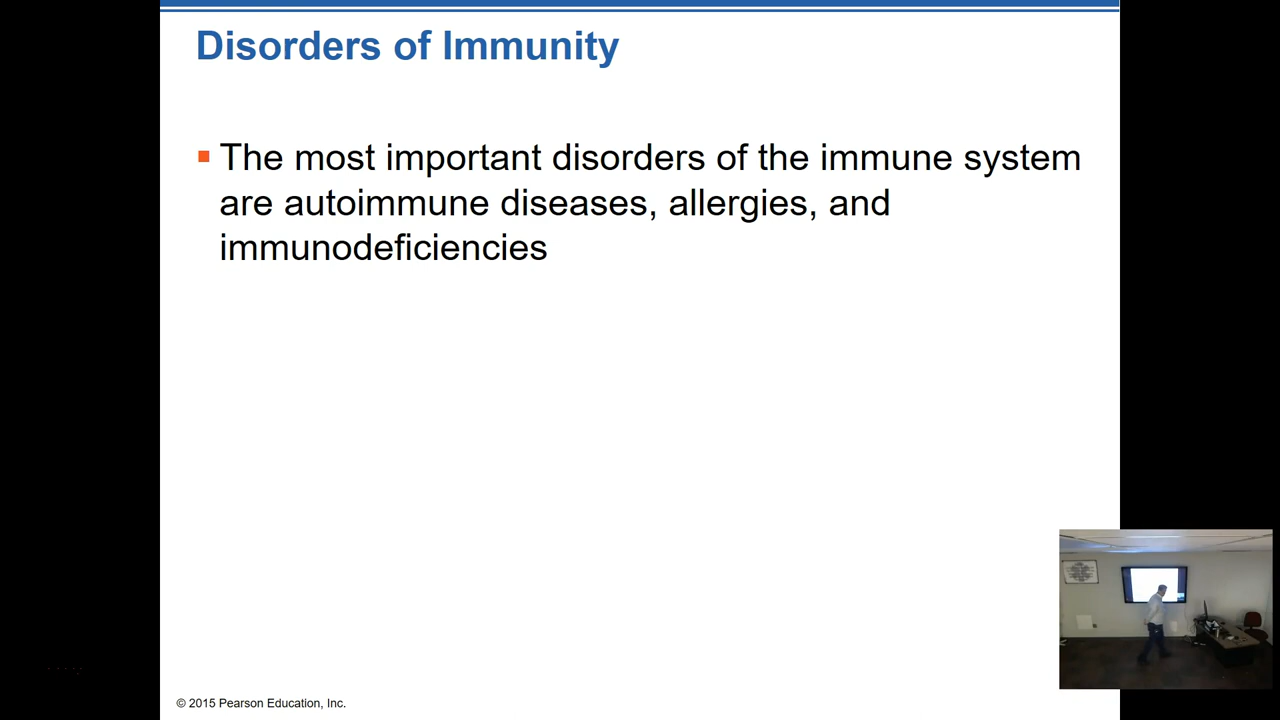 Disorders of Immunity
The most important disorders of the immune system
are autoimmune diseases, allergies, and
immunodeficiencies
© 2015 Pearson Education, Inc.